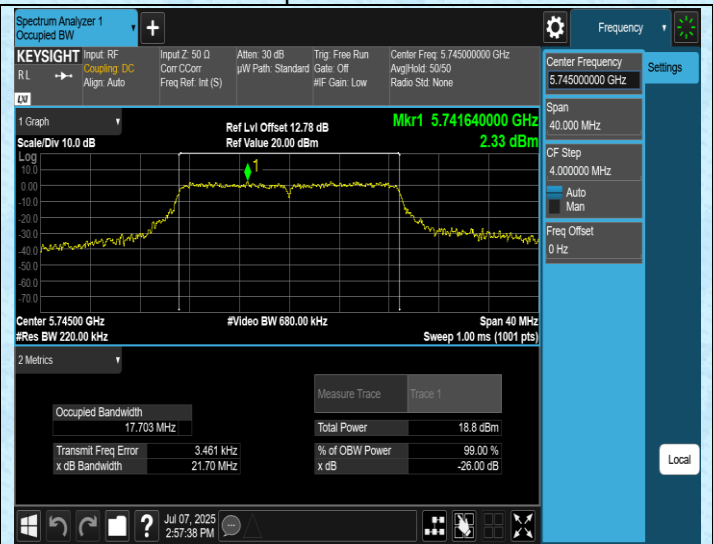 Spectrum Analyzer 1
Occupied BW
Frequency
KEYSIGHT
RL
LXI
Input: RF
Coupling: DC
Align: Auto
Input Z: 50 Ω
Corr CCorr
Freq Ref: Int (S)
Atten: 30 dB
µW Path: Standard
Trig: Free Run
Gate: Off
#IF Gain: Low
Center Freq: 5.745000000 GHz
Avg|Hold: 50/50
Radio Std: None
1 Graph
Scale/Div 10.0 dB
Ref Lvl Offset 12.78 dB
Ref Value 20.00 dBm
Mkr1 5.741640000 GHz
2.33 dBm
Log
10.0
0.00
-10.0
-20.0
-30.0
-40.0
-50.0
-60.0
-70.0
1
Center 5.74500 GHz
#Res BW 220.00 kHz
#Video BW 680.00 kHz
Span 40 MHz
Sweep 1.00 ms (1001 pts)
2 Metrics
Measure Trace Trace 1
Occupied Bandwidth
17.703 MHz
Total Power 18.8 dBm
Transmit Freq Error 3.461 kHz
% of OBW Power 99.00 %
x dB Bandwidth 21.70 MHz
x dB -26.00 dB
Center Frequency
5.745000000 GHz
Settings
Span
40.000 MHz
CF Step
4.000000 MHz
Auto
Man
Freq Offset
0 Hz
Local
?
Jul 07, 2025
2:57:38 PM